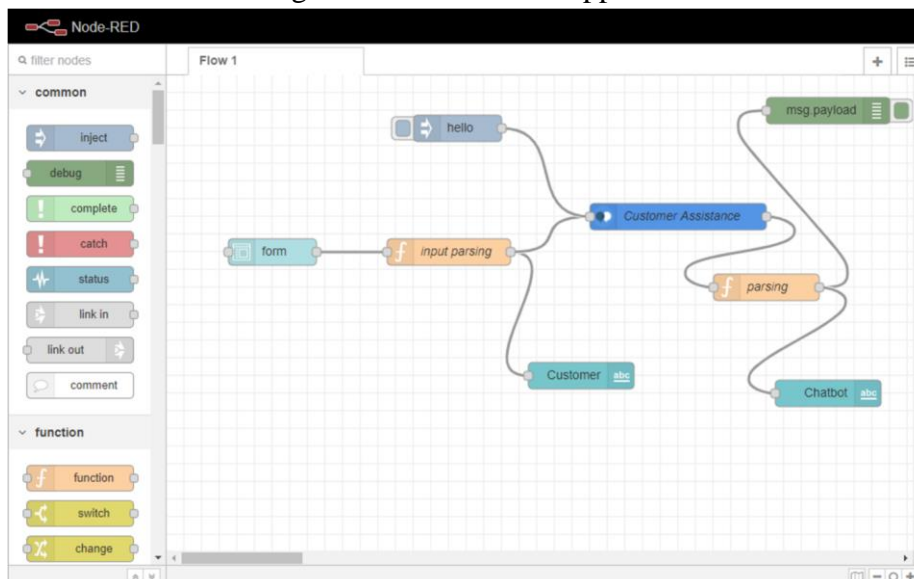 Node-RED
filter nodes
Flow 1
common
inject
debug
complete
catch
status
link in
link out
comment
function
function
switch
change
hello
msg.payload
Customer Assistance
form
input parsing
parsing
Customer
abc
Chatbot
abc